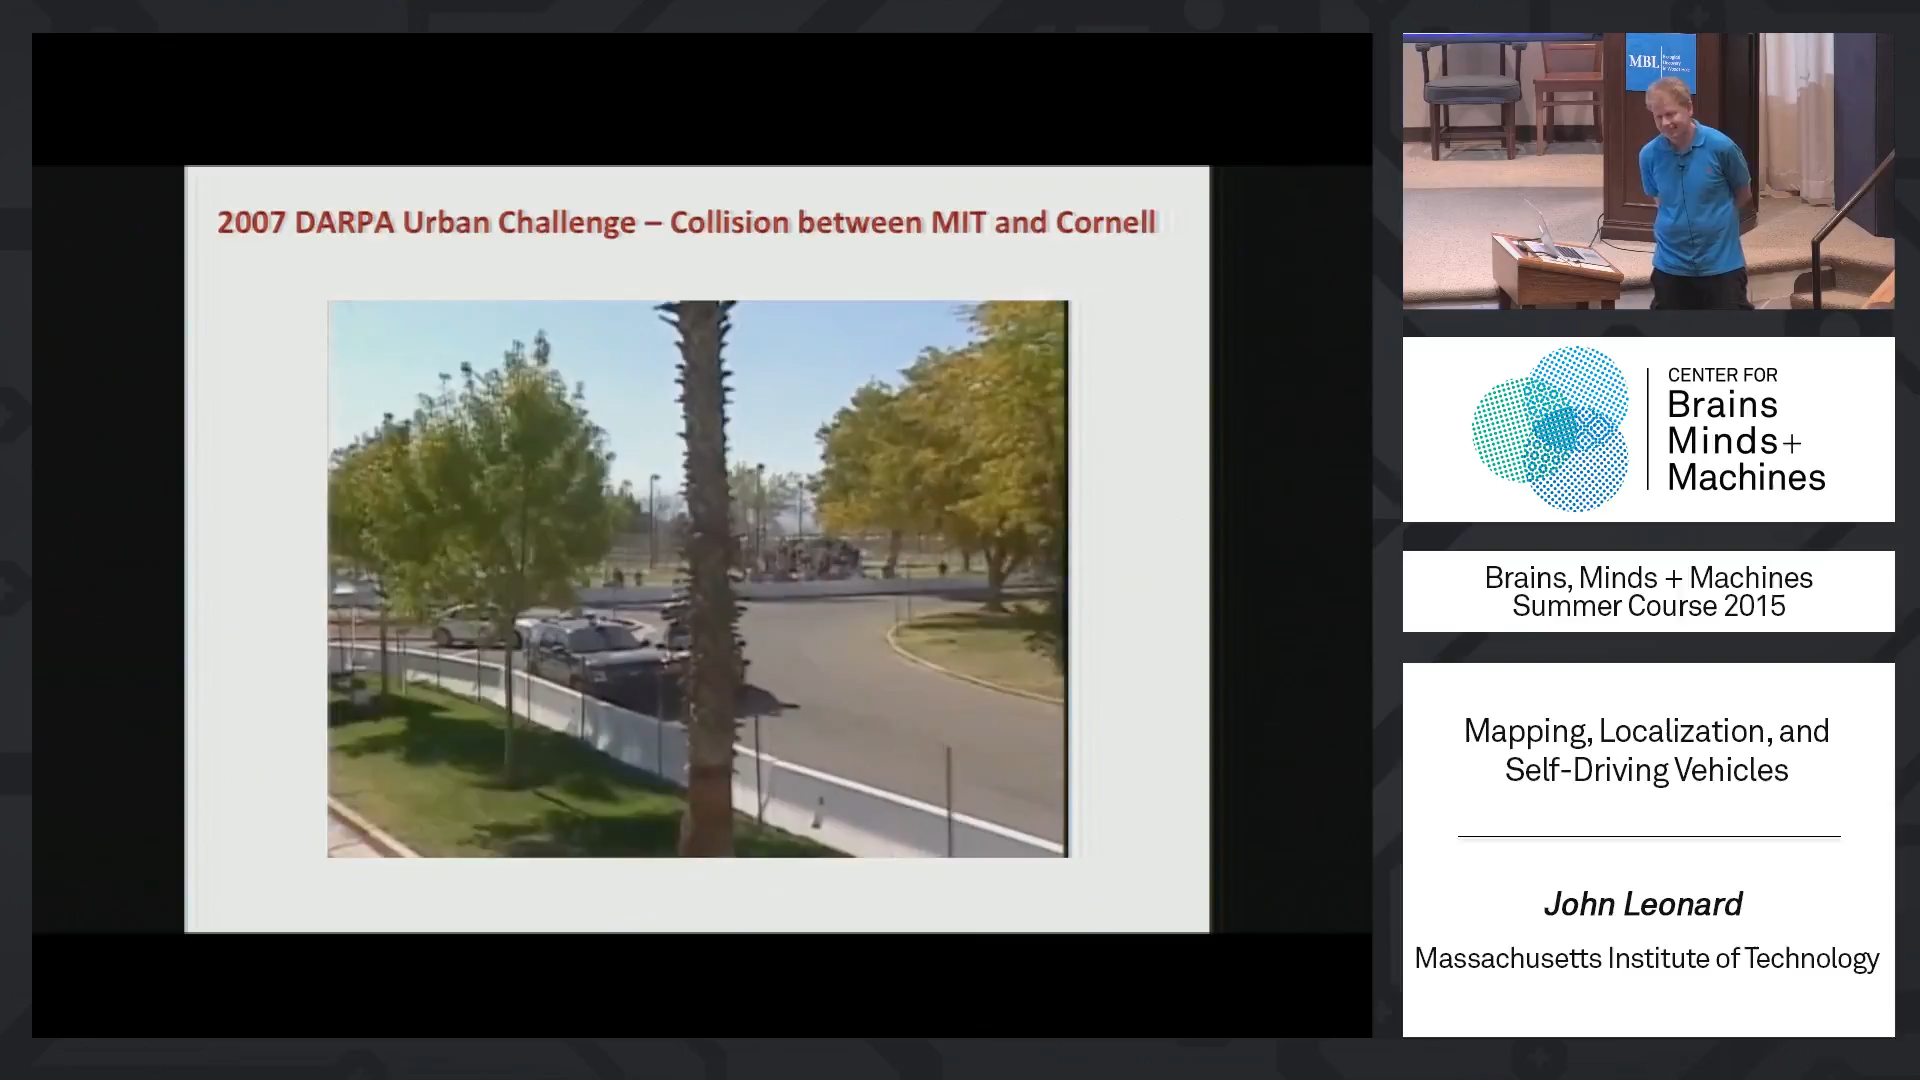 2007 DARPA Urban Challenge – Collision between MIT and Cornell
MBL
CENTER FOR
Brains
Minds+
Machines
Brains, Minds + Machines
Summer Course 2015
Mapping, Localization, and
Self-Driving Vehicles
John Leonard
Massachusetts Institute of Technology